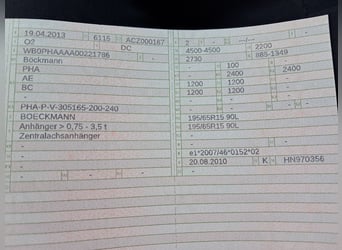 19.04.2013 6115 ACZ000187
O2 DC
WB0PHAAAA00221786 -
Böckmann
PHA
AE
BC
-
PHA-P-V-305165-200-240
BOECKMANN
Anhänger > 0,75 - 3,5 t
Zentralachsanhänger
-
-
- - -
2 - --/-- -
4500-4500 2200
2730 885-1349
- 100 -
- 2400 2400
1200 1200 -
1200 1200 -
- - -
-
195/65R15 90L
195/65R15 90L
-
-
e1*2007/46*0152*02
20.08.2010 K HN970356
- - -